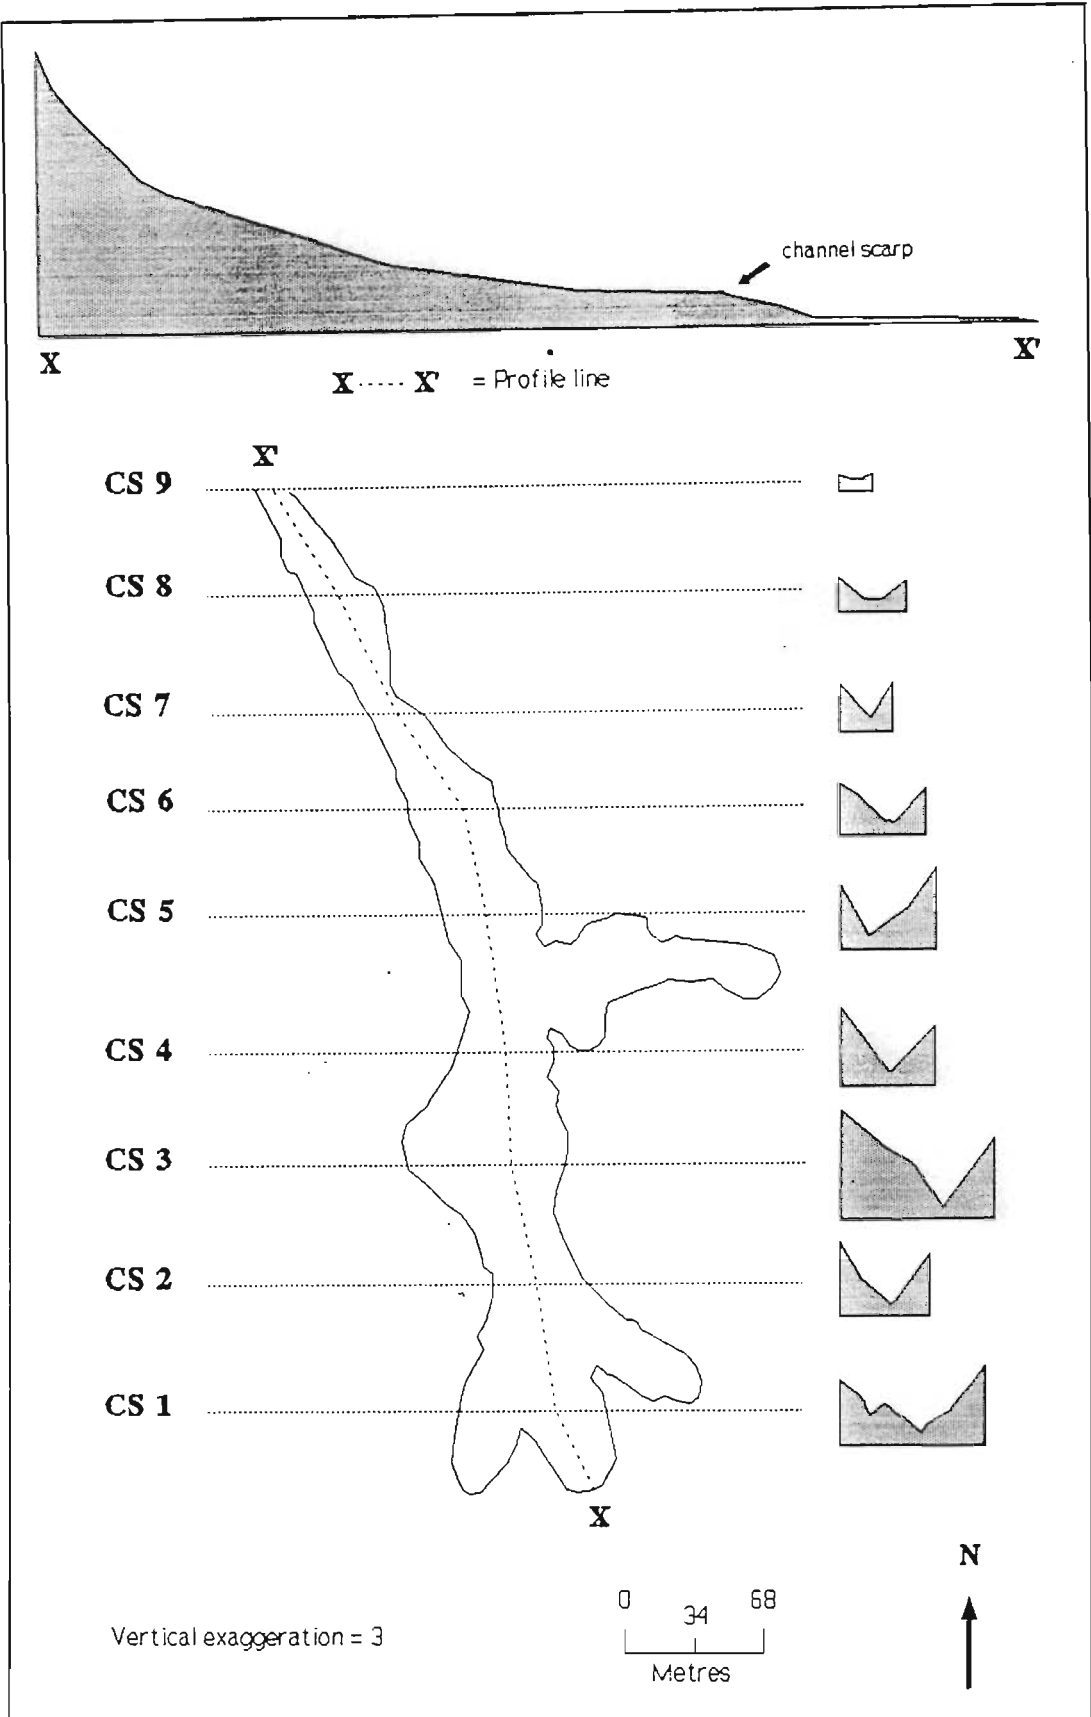 channel scarp
X
X'
X ..... X' = Profile line
X'
CS 9
CS 8
CS 7
CS 6
CS 5
CS 4
CS 3
CS 2
CS 1
X
N
0 34 68
Vertical exaggeration = 3
Metres